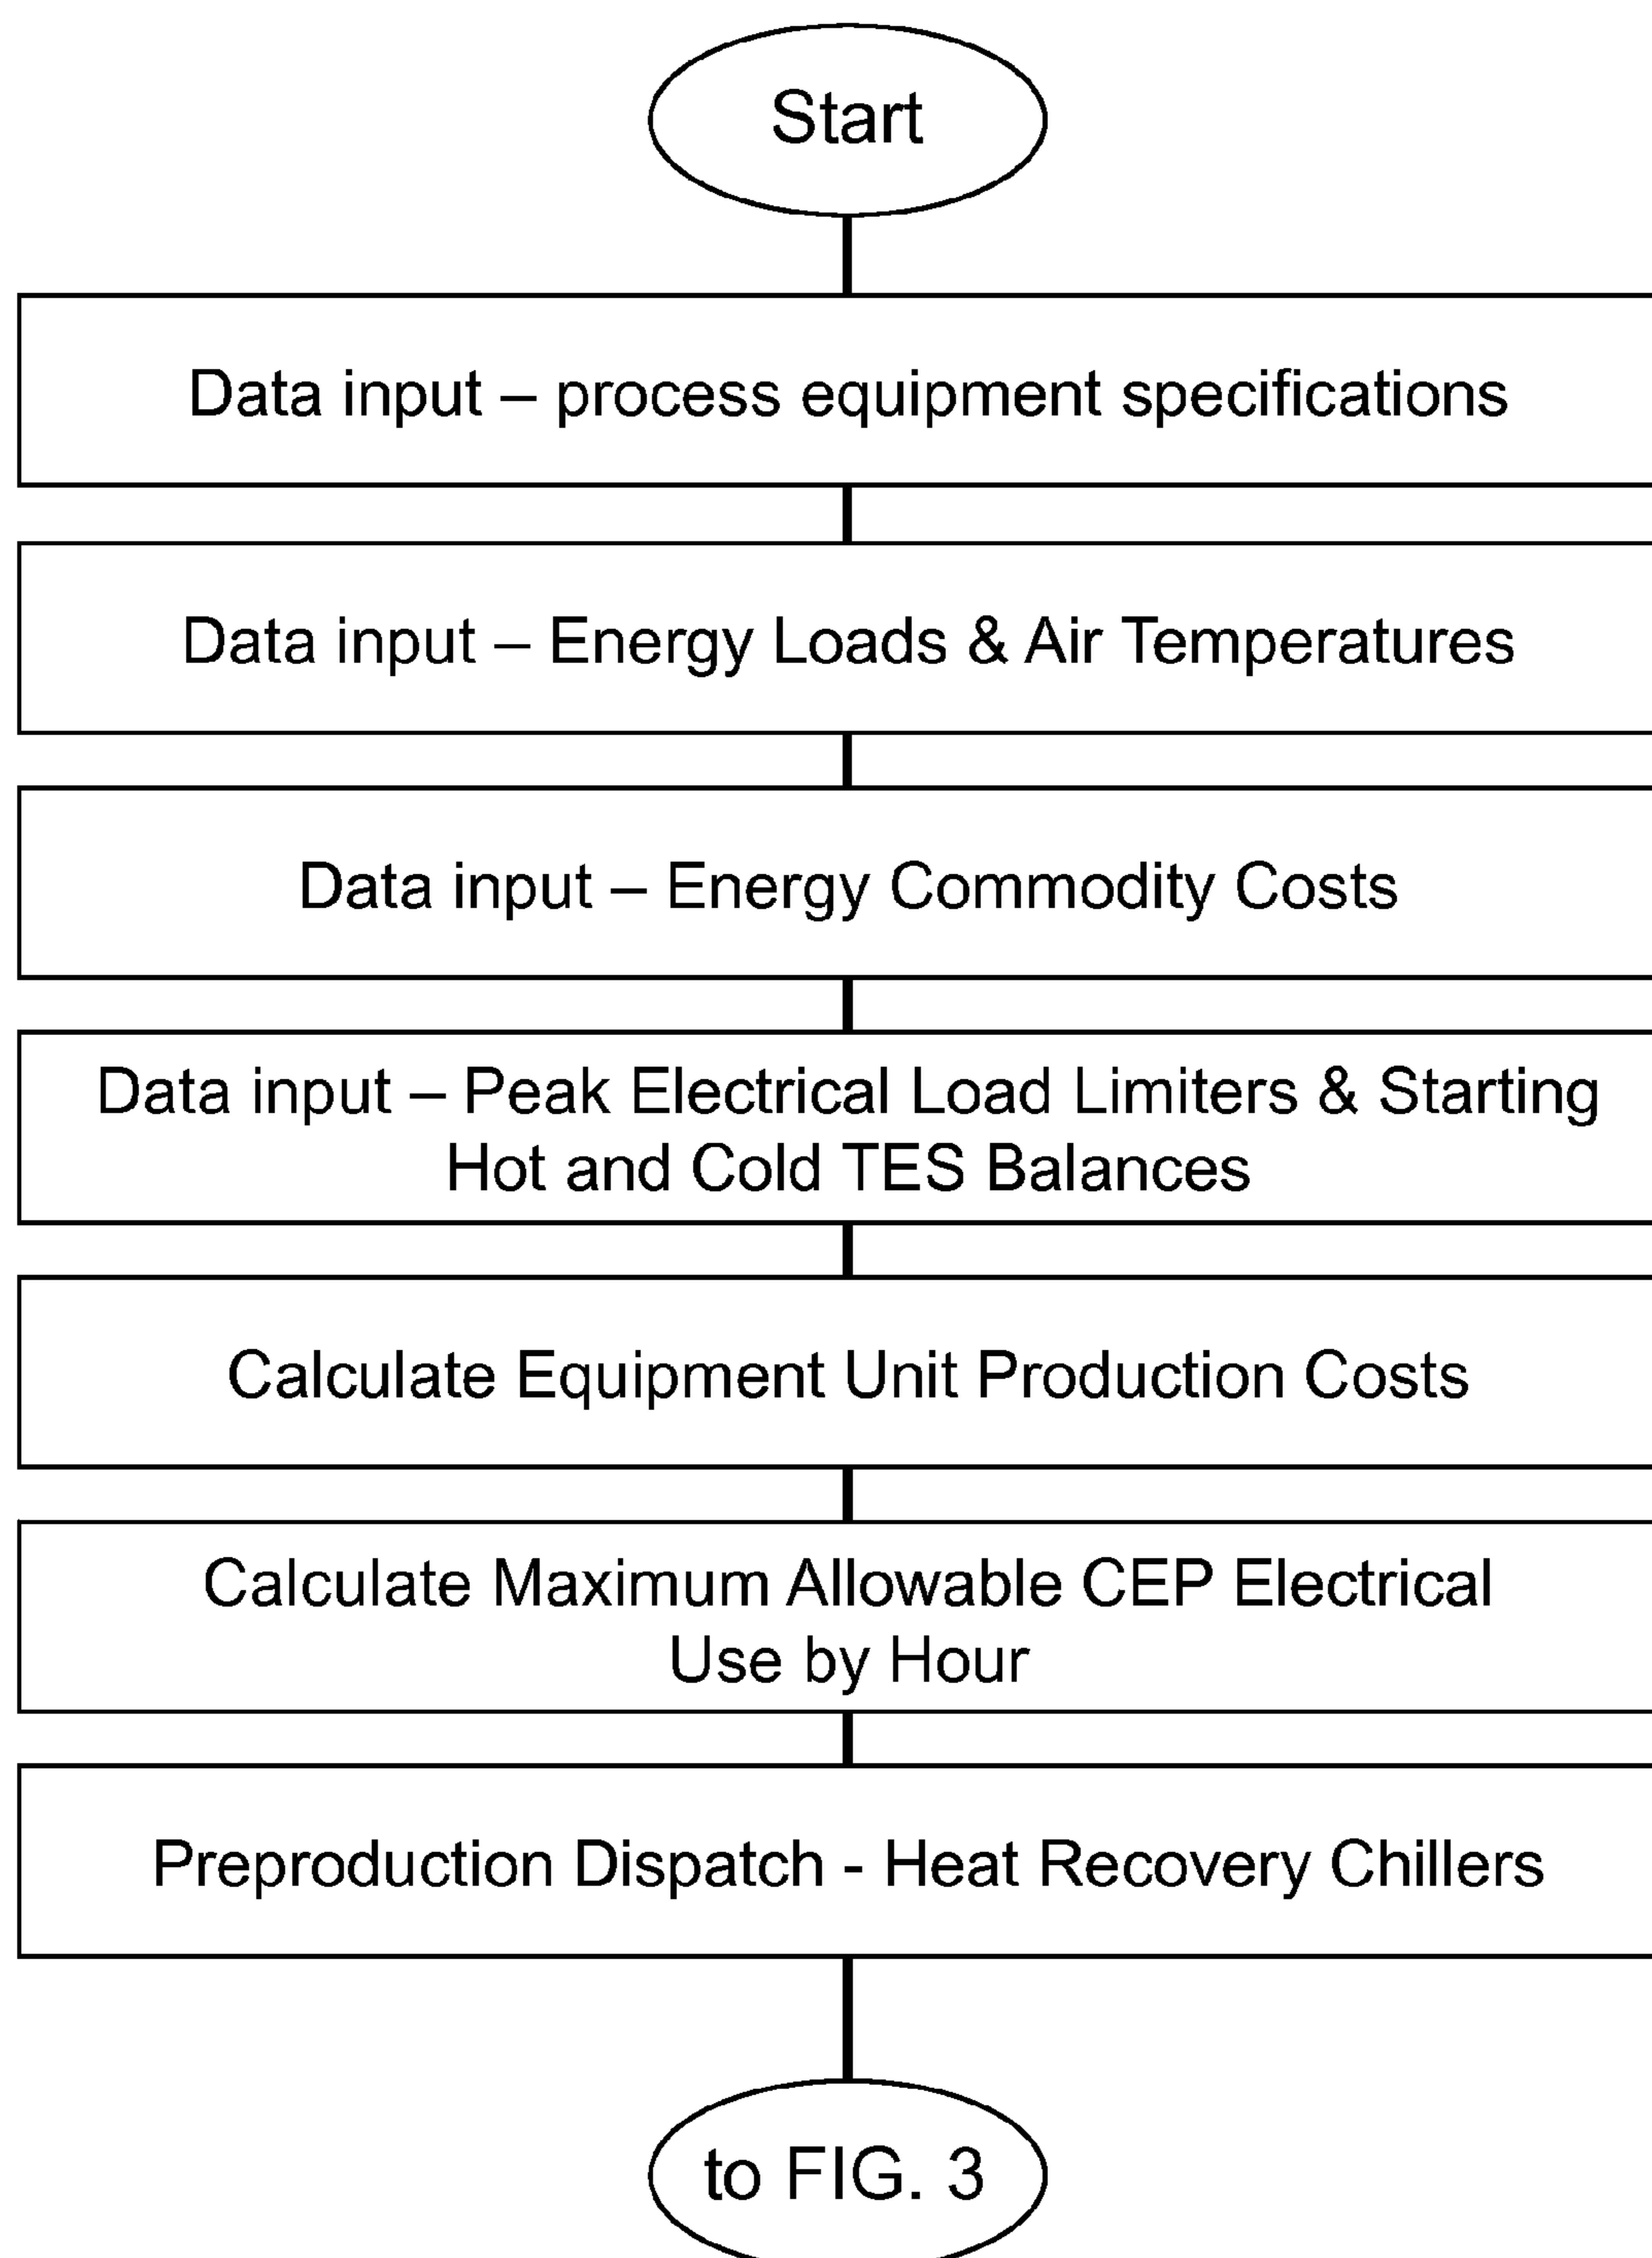 Start
Data input – process equipment specifications
Data input – Energy Loads & Air Temperatures
Data input – Energy Commodity Costs
Data input – Peak Electrical Load Limiters & Starting
Hot and Cold TES Balances
Calculate Equipment Unit Production Costs
Calculate Maximum Allowable CEP Electrical
Use by Hour
Preproduction Dispatch - Heat Recovery Chillers
to FIG. 3